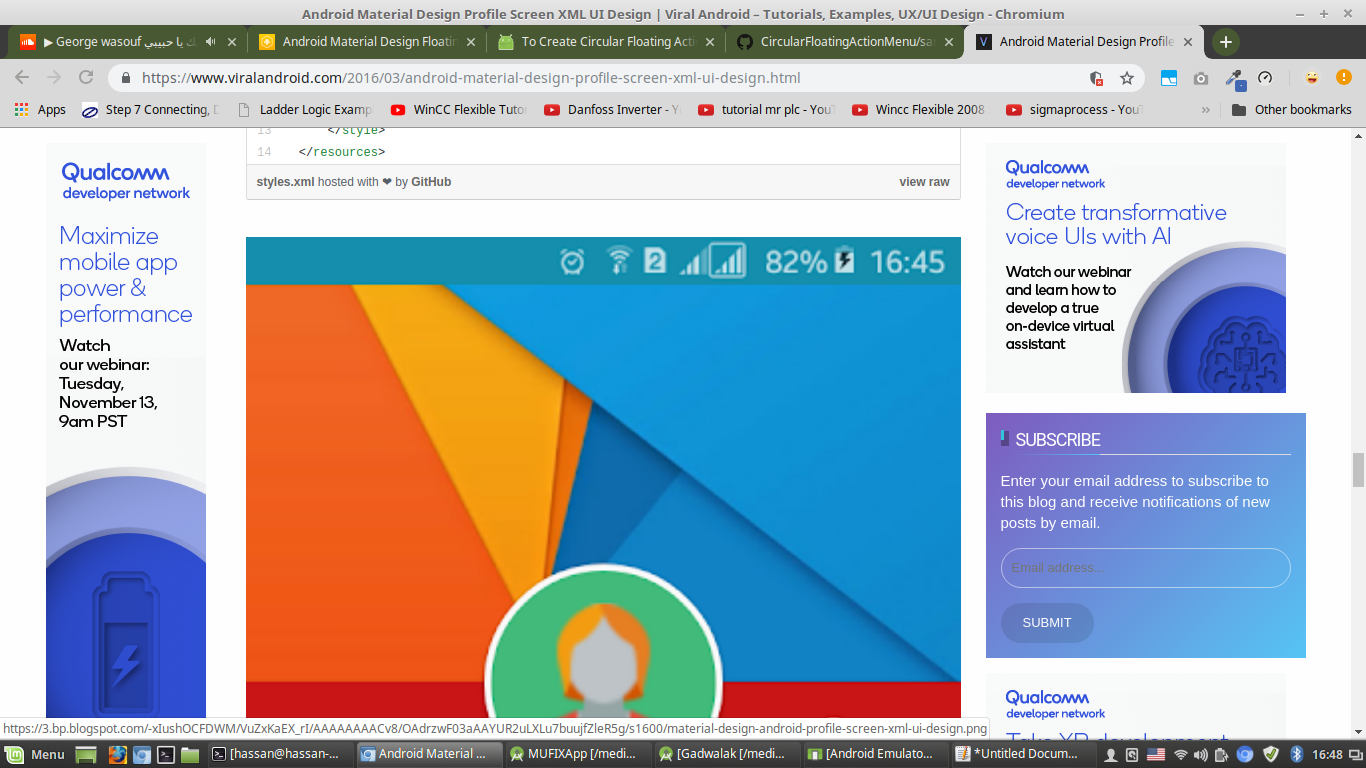 Android Material Design Profile Screen XML UI Design | Viral Android – Tutorials, Examples, UX/UI Design - Chromium
▶ George wasouf ك يا حبيبي
Android Material Design Floatin
To Create Circular Floating Acti
CircularFloatingActionMenu/sa
Android Material Design Profile
https://www.viralandroid.com/2016/03/android-material-design-profile-screen-xml-ui-design.html
Apps
Step 7 Connecting, D
Ladder Logic Examp
WinCC Flexible Tutor
Danfoss Inverter - Y
tutorial mr plc - YouT
Wincc Flexible 2008
sigmaprocess - YouT
»
Other bookmarks
13 </style>
14 </resources>
styles.xml hosted with ❤ by GitHub
view raw
Qualcomm
developer network
Maximize
mobile app
power &
performance
Watch
our webinar:
Tuesday,
November 13,
9am PST
2 82% 16:45
Qualcomm
developer network
Create transformative
voice UIs with AI
Watch our webinar
and learn how to
develop a true
on-device virtual
assistant
SUBSCRIBE
Enter your email address to subscribe to
this blog and receive notifications of new
posts by email.
Email address...
SUBMIT
Qualcomm
developer network
Take XR development
https://3.bp.blogspot.com/-xIushOCFDWM/VuZxKaEX_rI/AAAAAAAACv8/OAdrzwF03aAAYUR2uLXLu7buujfZleR5g/s1600/material-design-android-profile-screen-xml-ui-design.png
Menu
[hassan@hassan-...
Android Material ...
MUFIXApp [/medi...
[Gadwalak [/medi...
[Android Emulato...
*Untitled Docum...
16:48